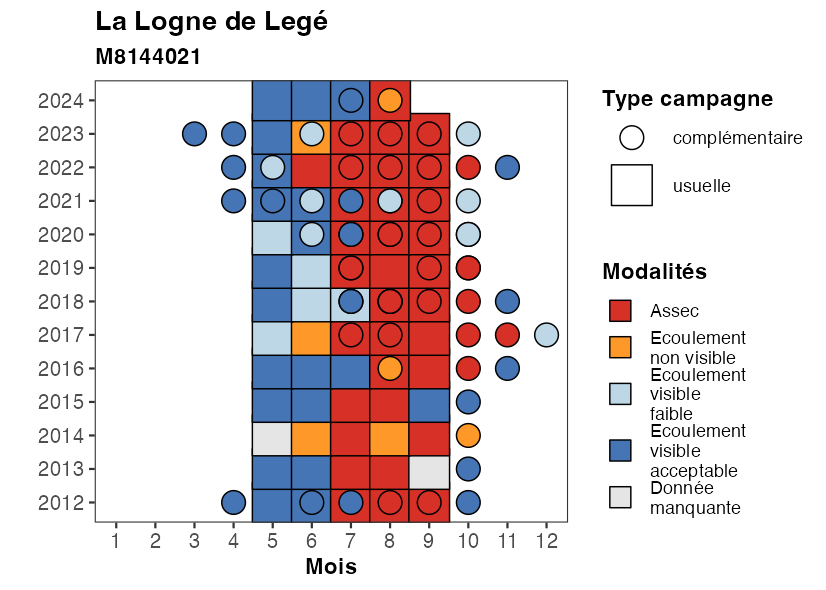 La Logne de Legé
M8144021
2024
2023
2022
2021
2020
2019
2018
2017
2016
2015
2014
2013
2012
1 2 3 4 5 6 7 8 9 10 11 12
Mois
Type campagne
complémentaire
usuelle
Modalités
Assec
Ecoulement
non visible
Ecoulement
visible
faible
Ecoulement
visible
acceptable
Donnée
manquante